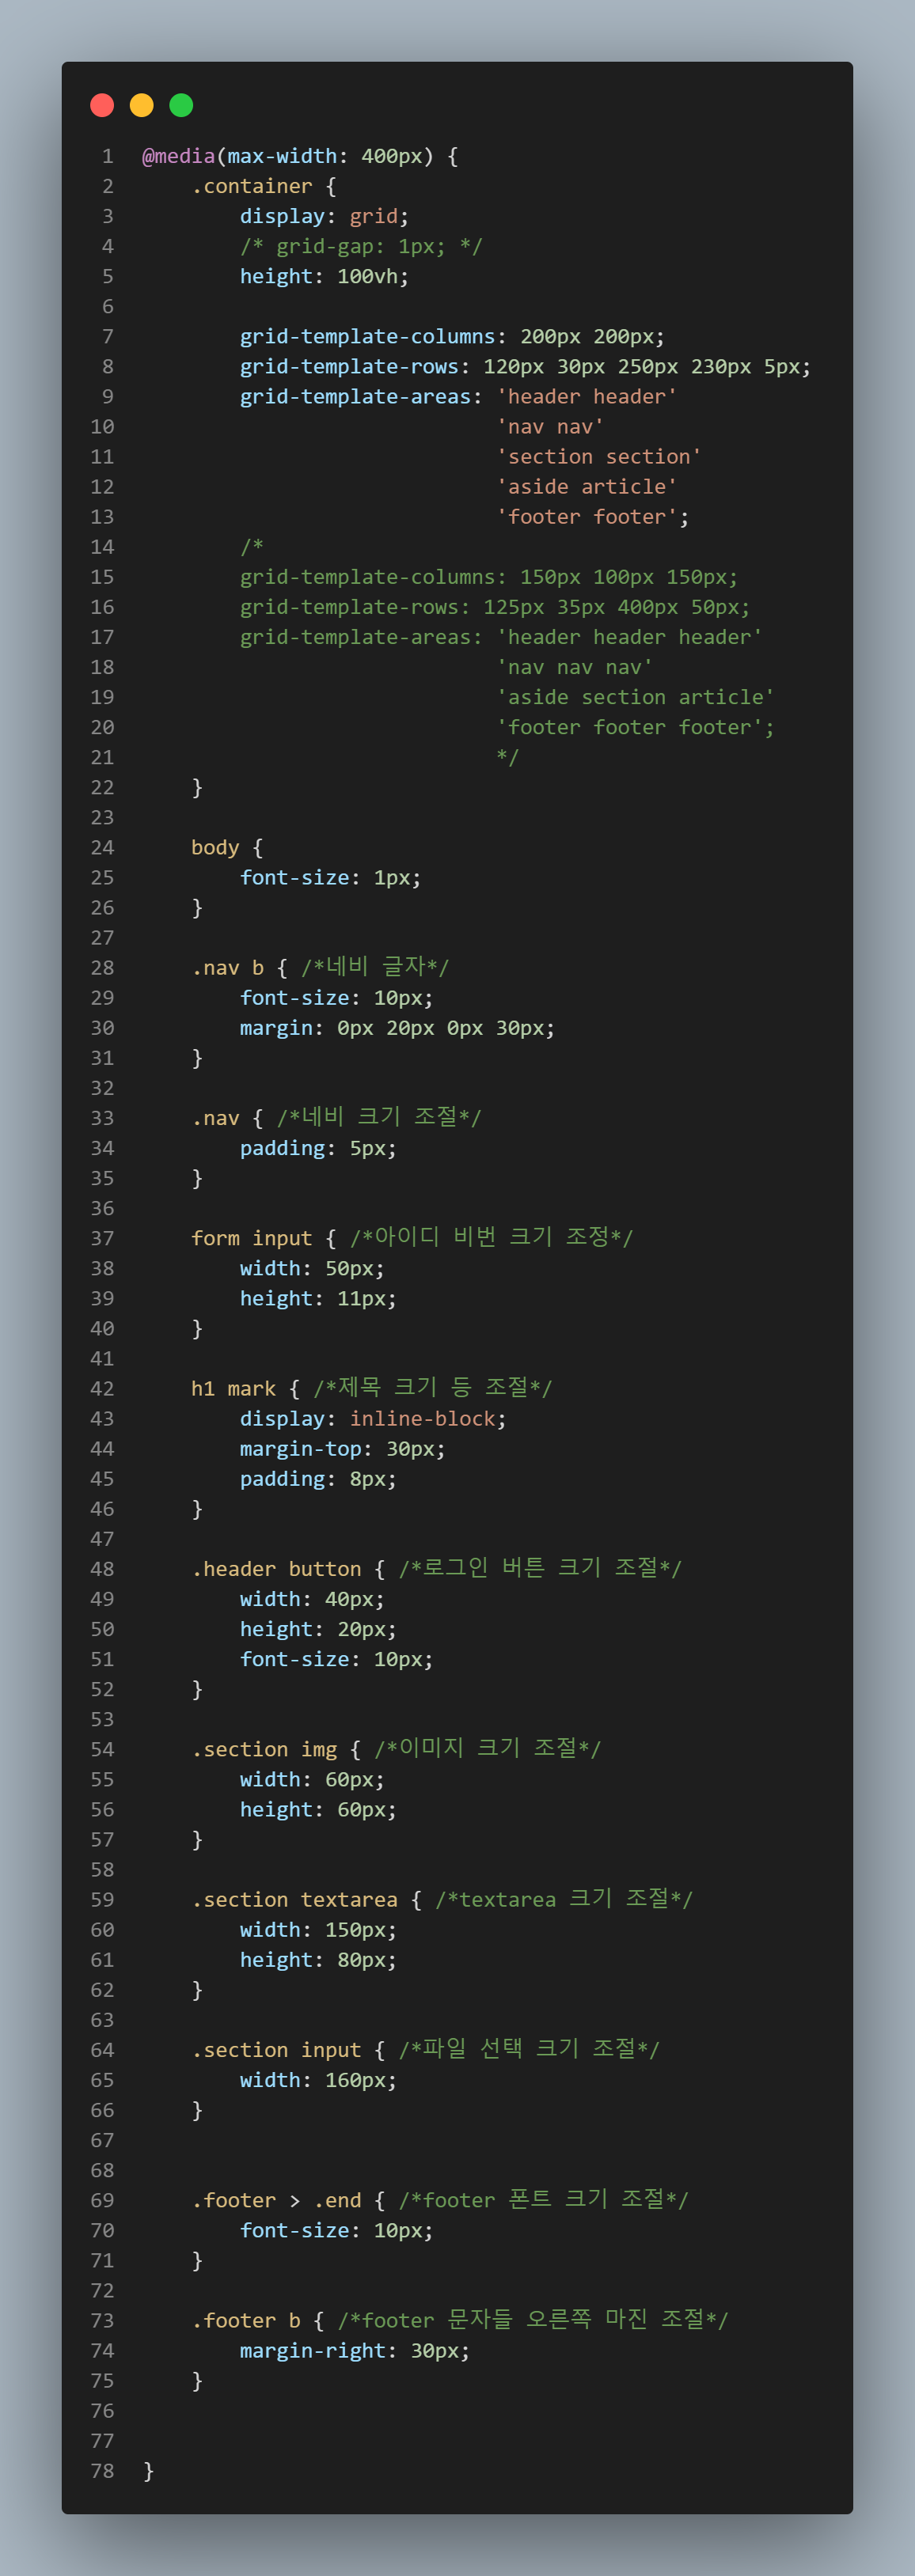 1 @media(max-width: 400px) {
2     .container {
3         display: grid;
4         /* grid-gap: 1px; */
5         height: 100vh;
6
7         grid-template-columns: 200px 200px;
8         grid-template-rows: 120px 30px 250px 230px 5px;
9         grid-template-areas: 'header header'
10                              'nav nav'
11                              'section section'
12                              'aside article'
13                              'footer footer';
14         /*
15         grid-template-columns: 150px 100px 150px;
16         grid-template-rows: 125px 35px 400px 50px;
17         grid-template-areas: 'header header header'
18                              'nav nav nav'
19                              'aside section article'
20                              'footer footer footer';
21                              */
22     }
23
24     body {
25         font-size: 1px;
26     }
27
28     .nav b { /*네비 글자*/
29         font-size: 10px;
30         margin: 0px 20px 0px 30px;
31     }
32
33     .nav { /*네비 크기 조절*/
34         padding: 5px;
35     }
36
37     form input { /*아이디 비번 크기 조정*/
38         width: 50px;
39         height: 11px;
40     }
41
42     h1 mark { /*제목 크기 등 조절*/
43         display: inline-block;
44         margin-top: 30px;
45         padding: 8px;
46     }
47
48     .header button { /*로그인 버튼 크기 조절*/
49         width: 40px;
50         height: 20px;
51         font-size: 10px;
52     }
53
54     .section img { /*이미지 크기 조절*/
55         width: 60px;
56         height: 60px;
57     }
58
59     .section textarea { /*textarea 크기 조절*/
60         width: 150px;
61         height: 80px;
62     }
63
64     .section input { /*파일 선택 크기 조절*/
65         width: 160px;
66     }
67
68
69     .footer > .end { /*footer 폰트 크기 조절*/
70         font-size: 10px;
71     }
72
73     .footer b { /*footer 문자들 오른쪽 마진 조절*/
74         margin-right: 30px;
75     }
76
77
78 }